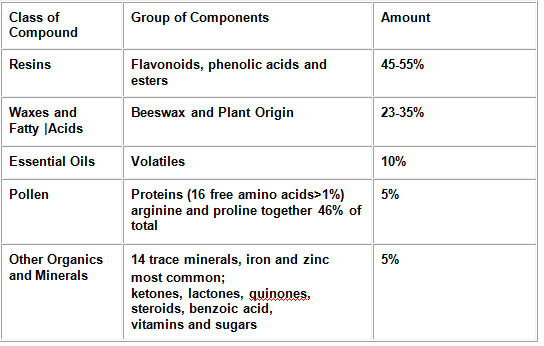 Class of Compound
Group of Components
Amount
Resins
Flavonoids, phenolic acids and
esters
45-55%
Waxes and
Fatty |Acids
Beeswax and Plant Origin
23-35%
Essential Oils
Volatiles
10%
Pollen
Proteins (16 free amino acids>1%)
arginine and proline together 46% of
total
5%
Other Organics
and Minerals
14 trace minerals, iron and zinc
most common;
ketones, lactones, quinones,
steroids, benzoic acid,
vitamins and sugars
5%